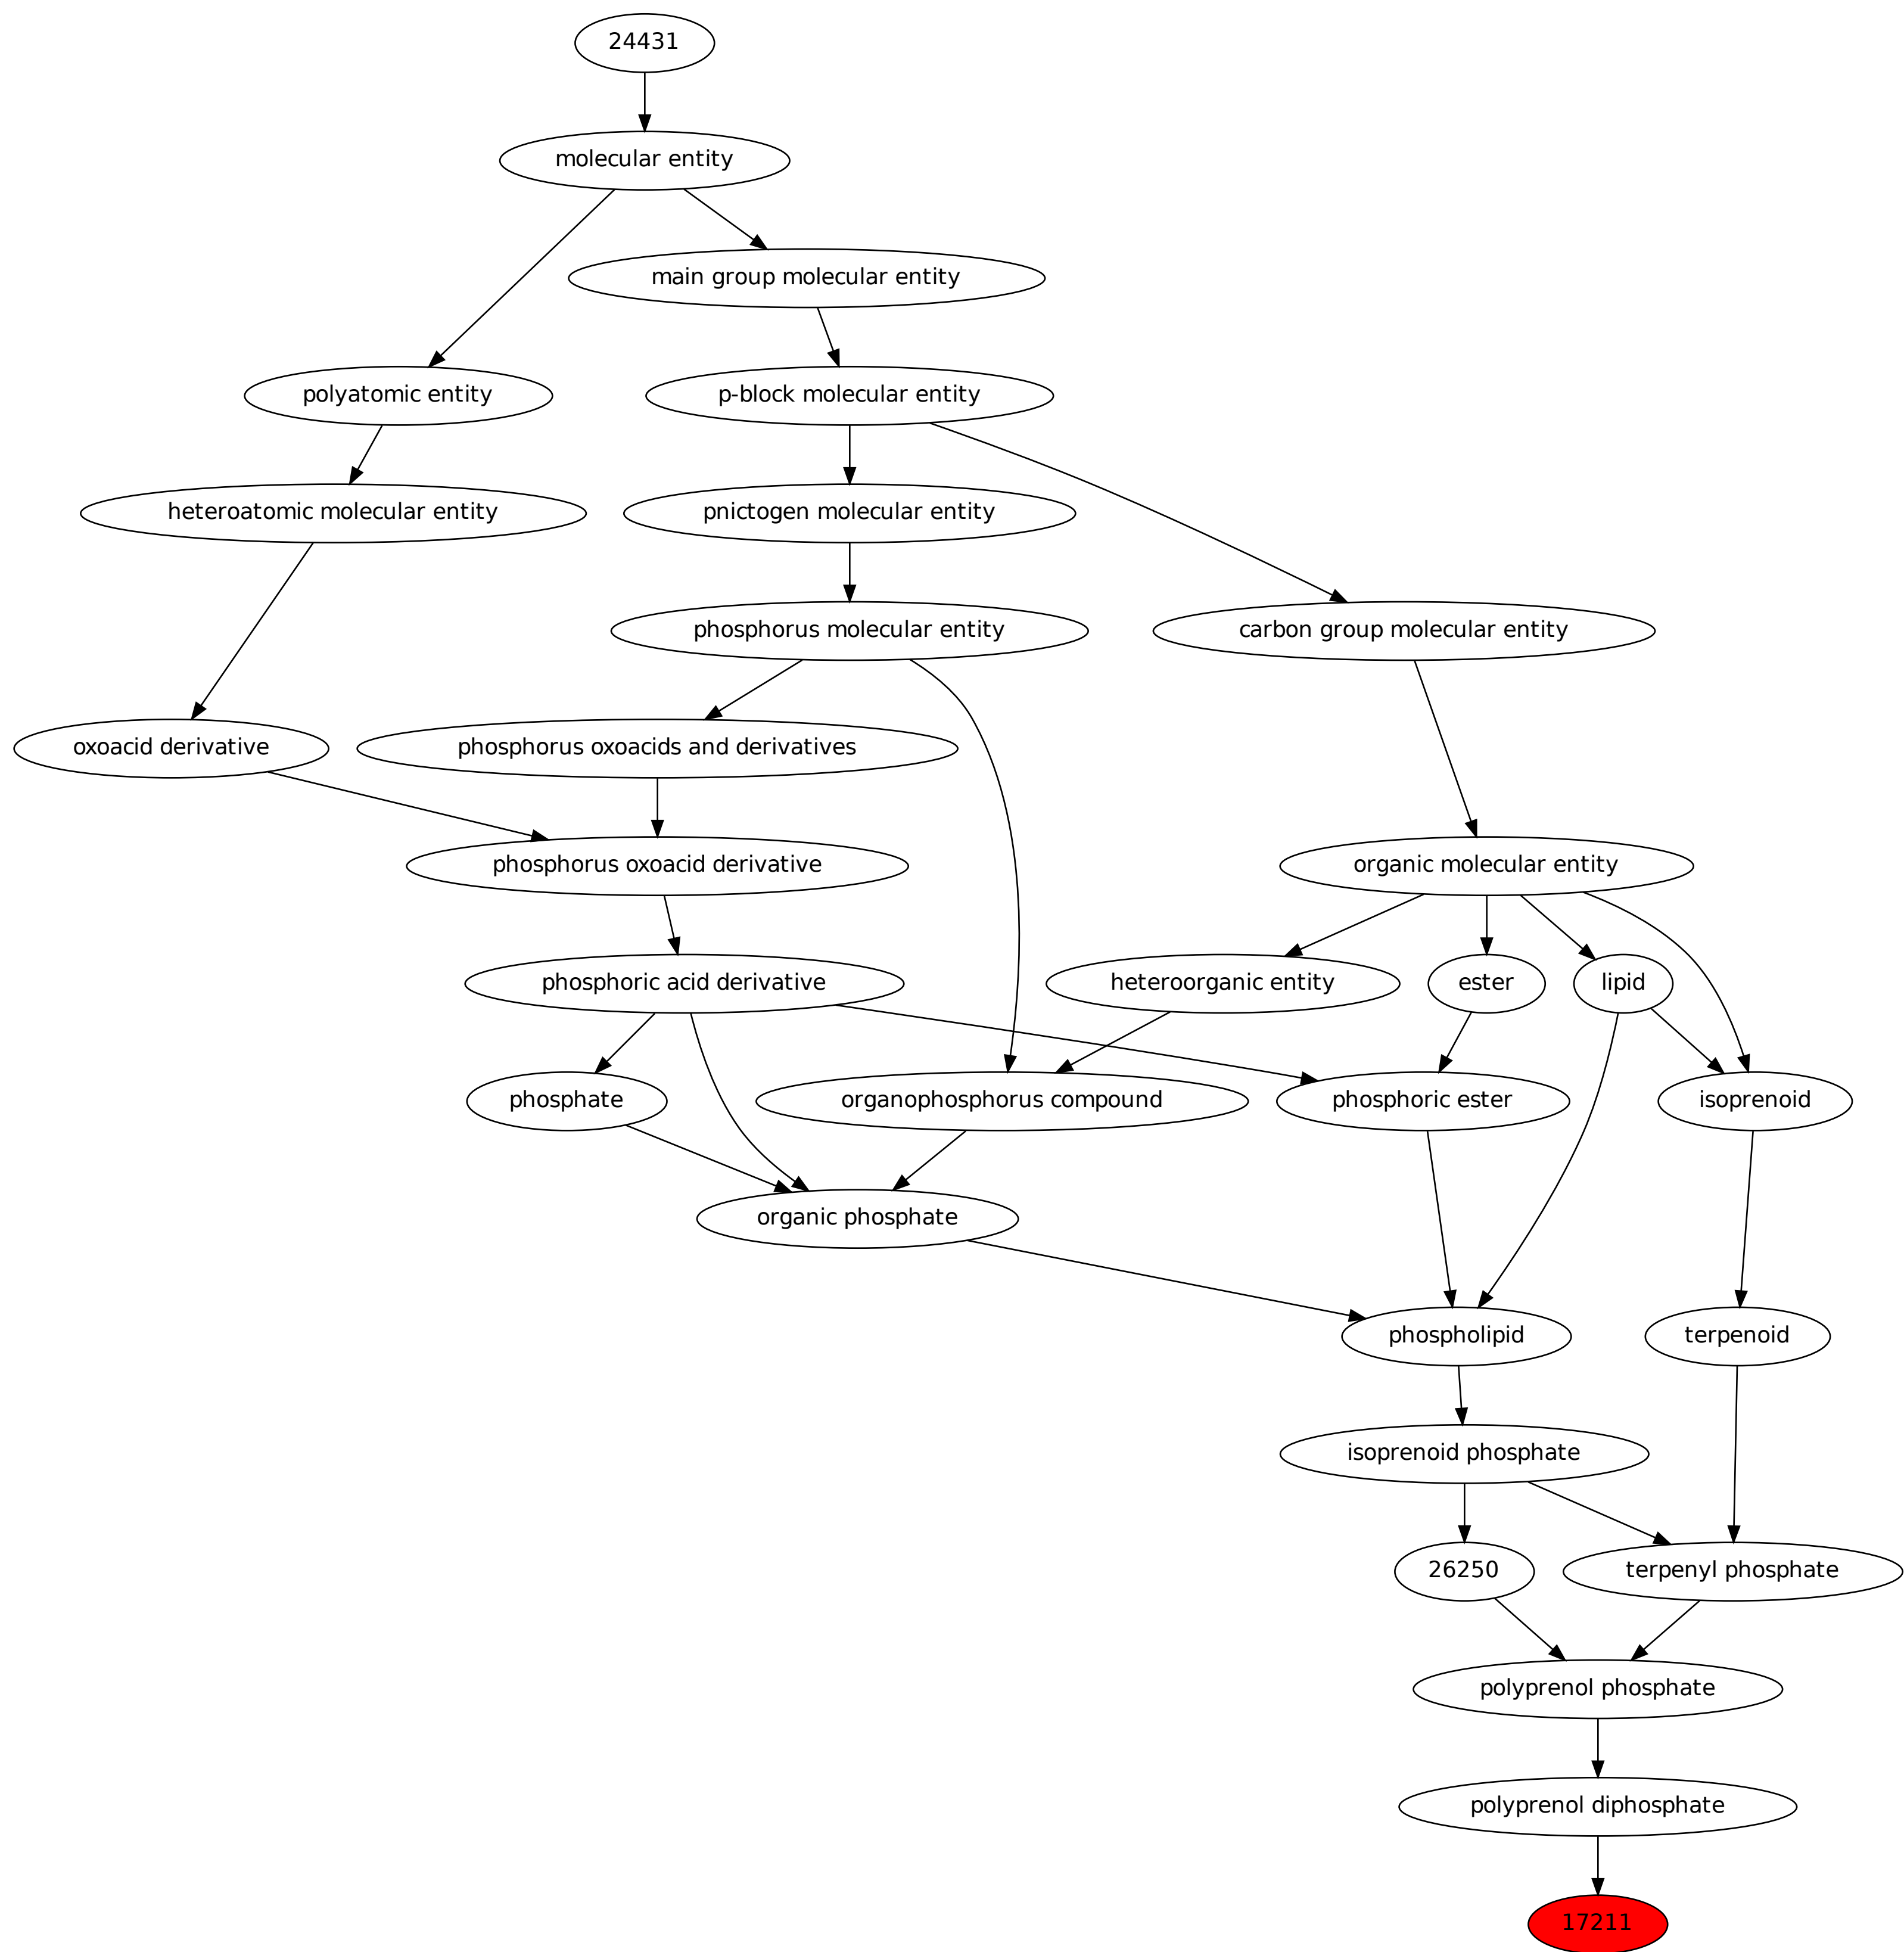 24431
molecular entity
main group molecular entity
polyatomic entity
p-block molecular entity
heteroatomic molecular entity
pnictogen molecular entity
phosphorus molecular entity
carbon group molecular entity
oxoacid derivative
phosphorus oxoacids and derivatives
phosphorus oxoacid derivative
organic molecular entity
phosphoric acid derivative
heteroorganic entity
ester
lipid
phosphate
organophosphorus compound
phosphoric ester
isoprenoid
organic phosphate
phospholipid
terpenoid
isoprenoid phosphate
26250
terpenyl phosphate
polyprenol phosphate
polyprenol diphosphate
17211